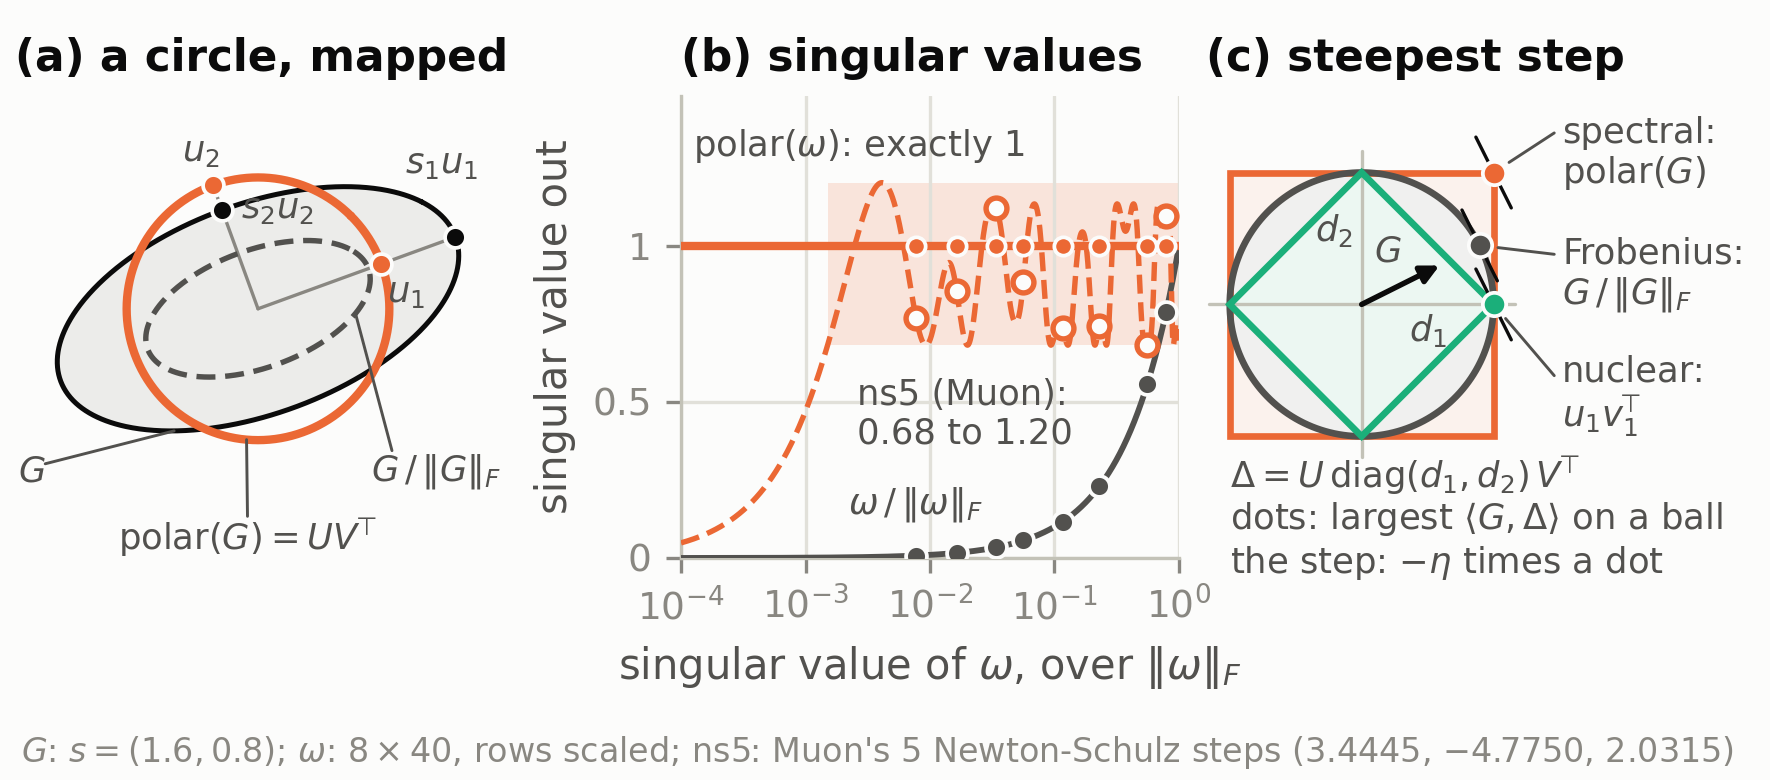 (a) a circle, mapped
u₂
s₁u₁
s₂u₂
u₁
G
G / ‖G‖_F
polar(G) = UV^⊤
(b) singular values
singular value out
polar(ω): exactly 1
1
0.5
0
ns5 (Muon):
0.68 to 1.20
ω / ‖ω‖_F
10⁻⁴ 10⁻³ 10⁻² 10⁻¹ 10⁰
singular value of ω, over ‖ω‖_F
(c) steepest step
spectral:
polar(G)
d₂
G
Frobenius:
G / ‖G‖_F
d₁
nuclear:
u₁v₁^⊤
Δ = U diag(d₁, d₂) V^⊤
dots: largest ⟨G, Δ⟩ on a ball
the step: −η times a dot
G: s = (1.6, 0.8); ω: 8 × 40, rows scaled; ns5: Muon's 5 Newton-Schulz steps (3.4445, −4.7750, 2.0315)